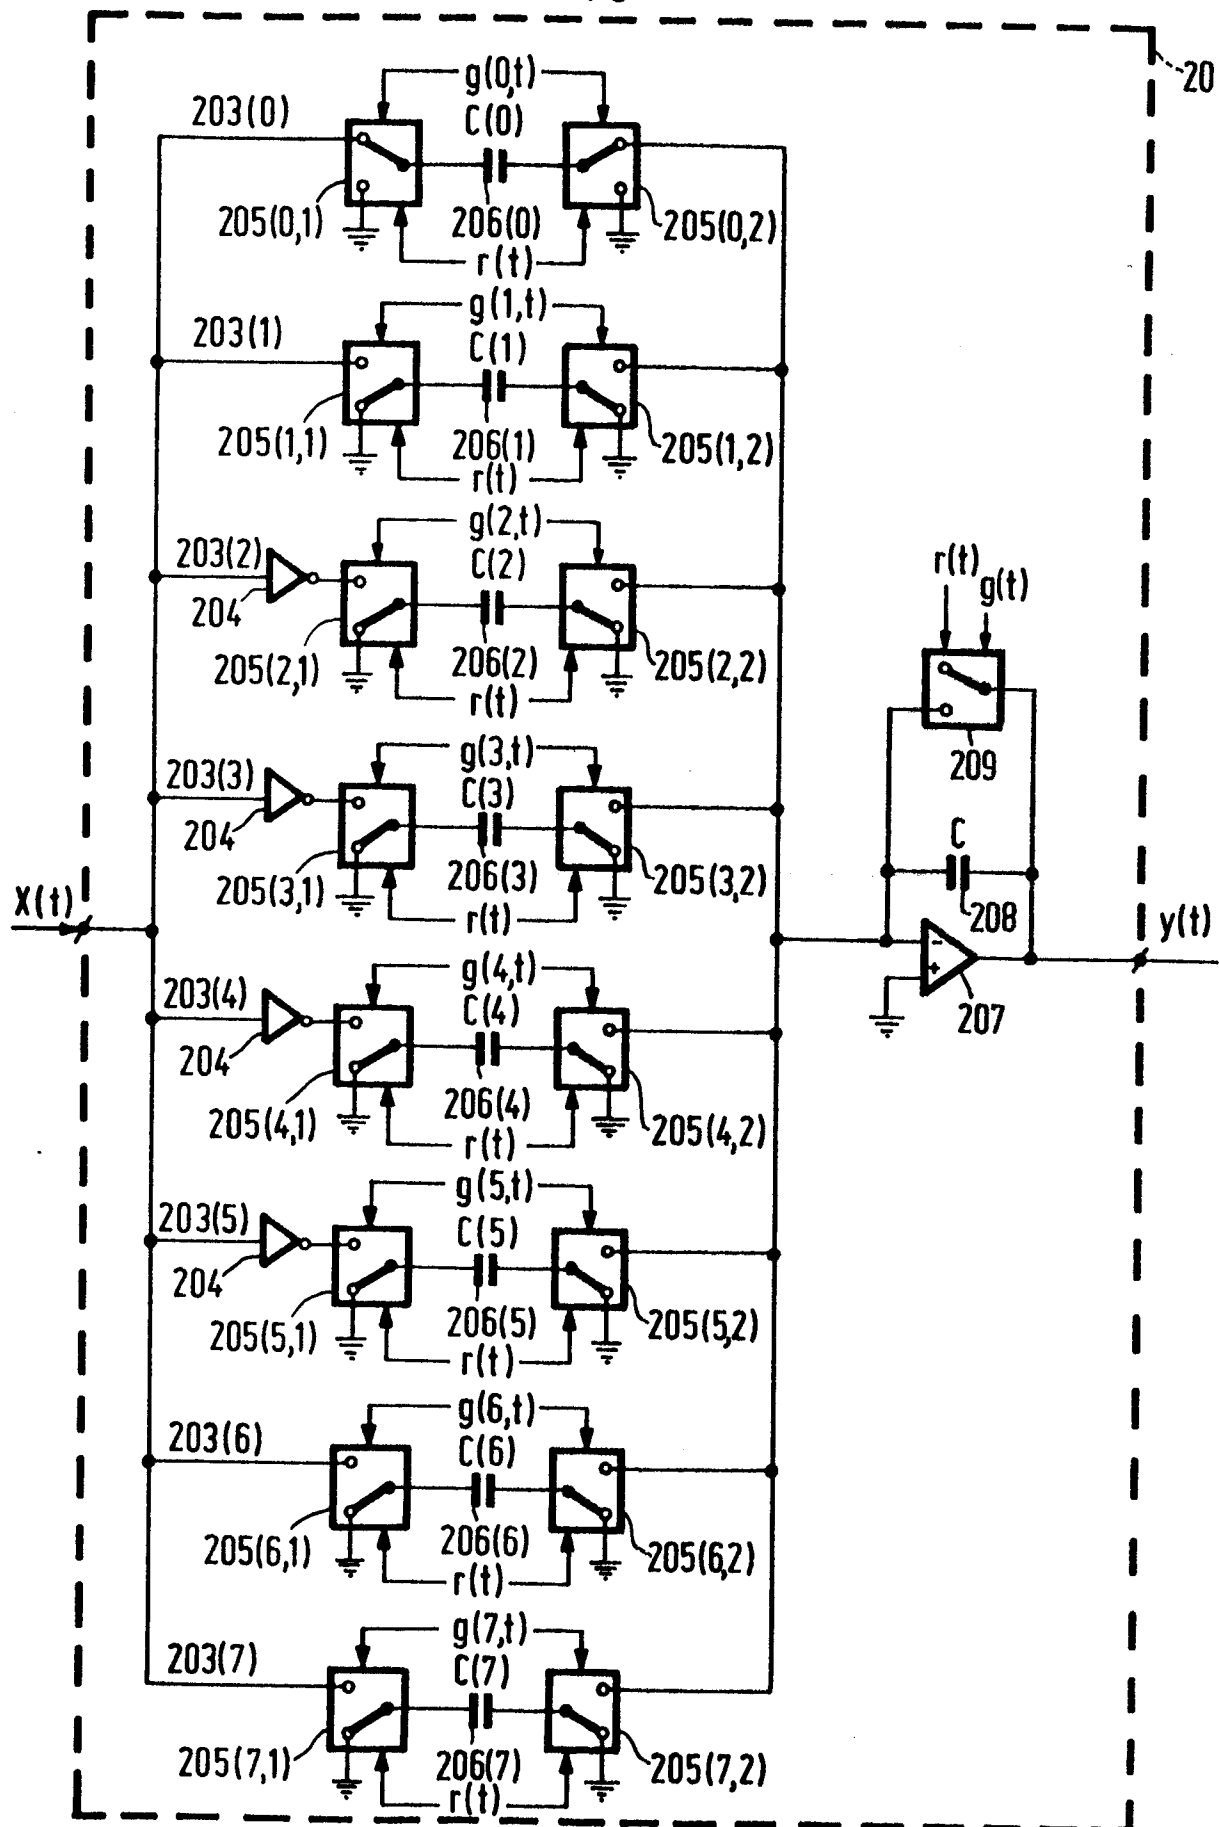 20
g(0,t)
203(0)
C(0)
205(0,1)
206(0)
205(0,2)
r(t)
g(1,t)
203(1)
C(1)
205(1,1)
206(1)
205(1,2)
r(t)
g(2,t)
203(2)
C(2)
204
205(2,1)
206(2)
205(2,2)
r(t)
r(t)
g(t)
209
g(3,t)
203(3)
C(3)
204
205(3,1)
206(3)
205(3,2)
r(t)
C
208
X(t)
y(t)
- 
+
207
g(4,t)
203(4)
C(4)
204
205(4,1)
206(4)
205(4,2)
r(t)
g(5,t)
203(5)
C(5)
204
205(5,1)
206(5)
205(5,2)
r(t)
g(6,t)
203(6)
C(6)
205(6,1)
206(6)
205(6,2)
r(t)
g(7,t)
203(7)
C(7)
205(7,1)
206(7)
205(7,2)
r(t)